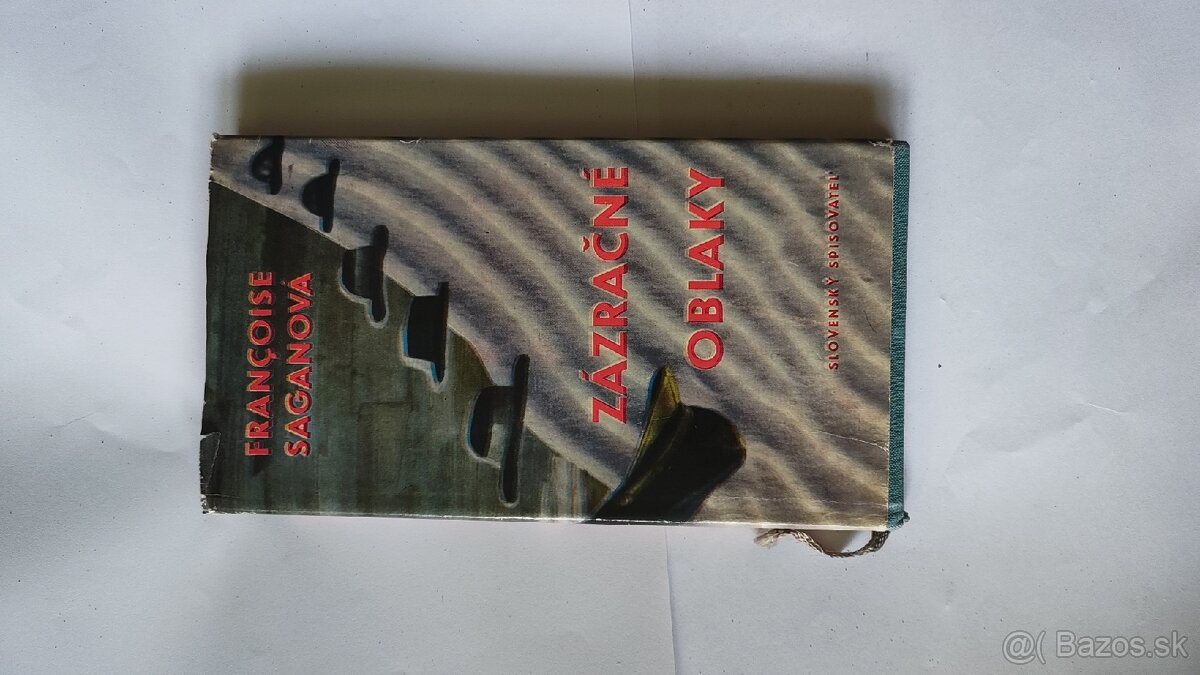 FRANÇOISE
SAGANOVÁ
ZÁZRAČNÉ
OBLAKY
SLOVENSKÝ SPISOVATEĽ
@( Bazos.sk